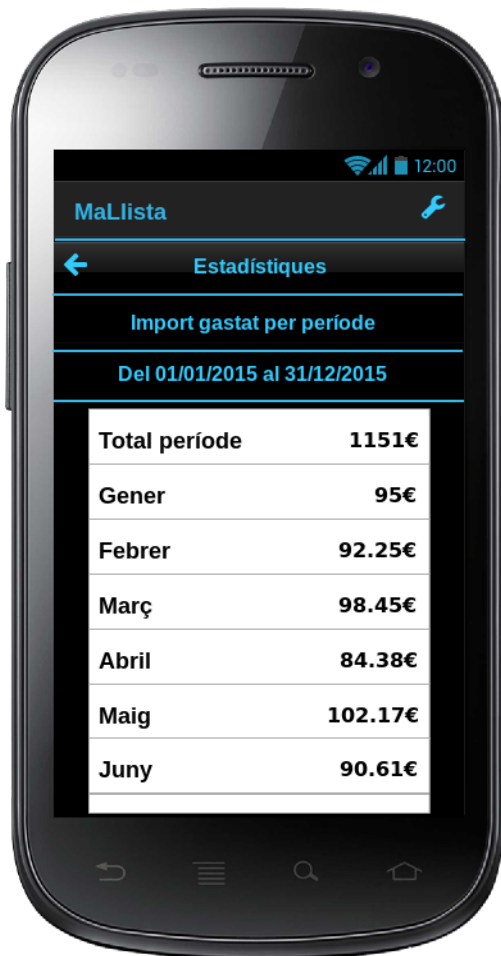 12:00
MaLlista
Estadístiques
Import gastat per període
Del 01/01/2015 al 31/12/2015
Total període 1151€
Gener 95€
Febrer 92.25€
Març 98.45€
Abril 84.38€
Maig 102.17€
Juny 90.61€